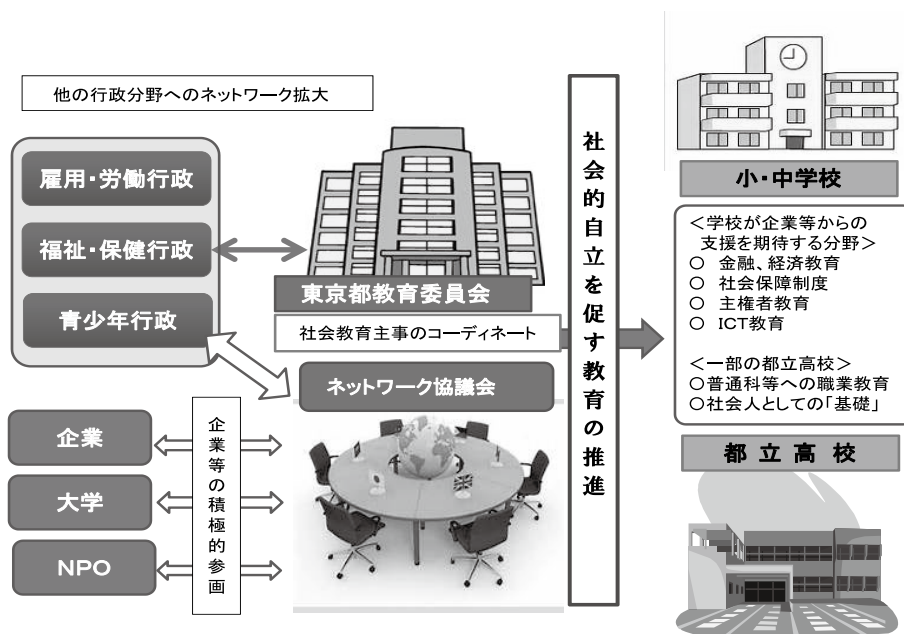 他の行政分野へのネットワーク拡大
雇用・労働行政
福祉・保健行政
青少年行政
企業
大学
NPO
企業等の積極的参画
東京都教育委員会
社会教育主事のコーディネート
ネットワーク協議会
社会的自立を促す教育の推進
小・中学校
＜学校が企業等からの
支援を期待する分野＞
○ 金融、経済教育
○ 社会保障制度
○ 主権者教育
○ ICT教育
＜一部の都立高校＞
○普通科等への職業教育
○社会人としての「基礎」
都立高校